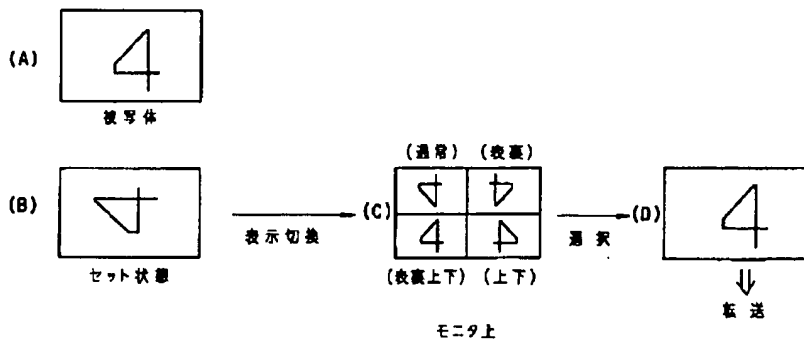 (A)
4
被写体
(B)
セット状態
表示切換
(C)
(通常) (表裏)
(表裏上下) (上下)
モニタ上
選択
(D)
4
転送